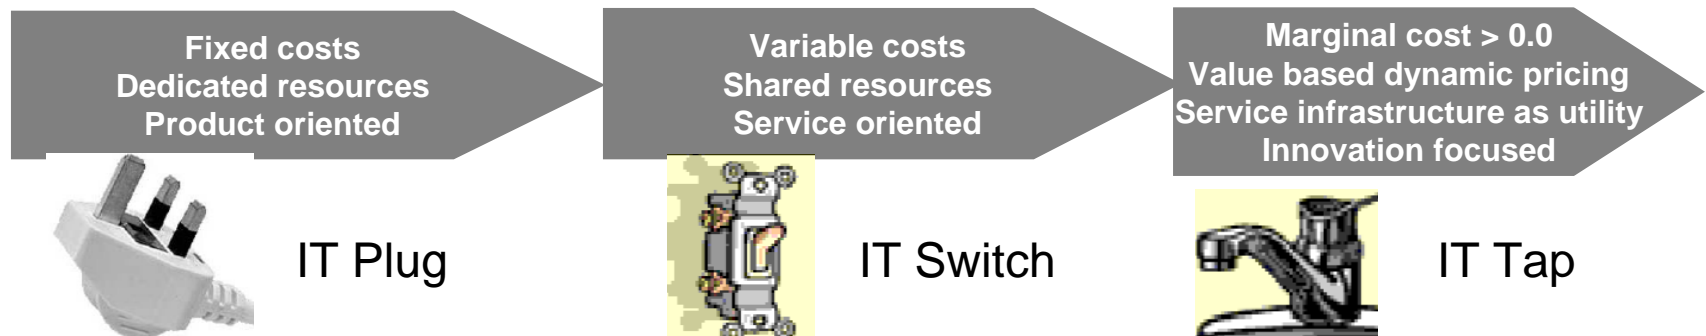 Fixed costs
Dedicated resources
Product oriented
Variable costs
Shared resources
Service oriented
Marginal cost > 0.0
Value based dynamic pricing
Service infrastructure as utility
Innovation focused
IT Plug
IT Switch
IT Tap